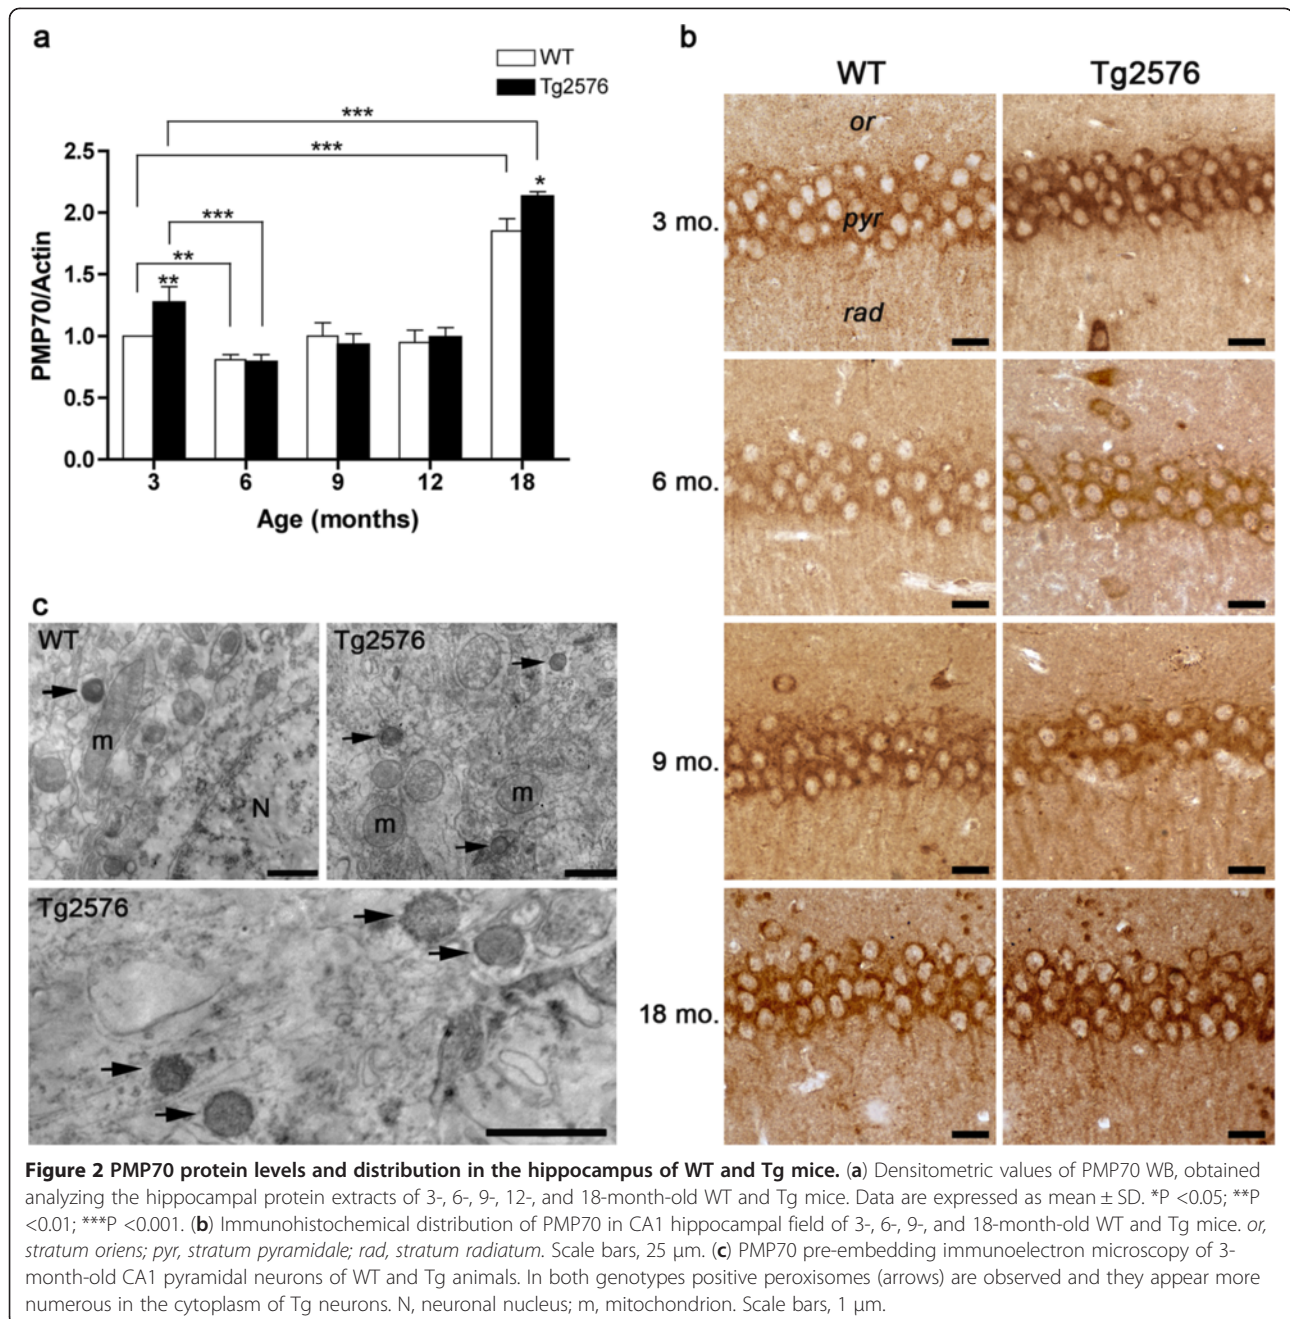 a
WT
Tg2576
***
***
***
**
**
*
2.5
2.0
1.5
1.0
0.5
0.0
PMP70/Actin
3 6 9 12 18
Age (months)
b
WT Tg2576
or
pyr
rad
3 mo.
6 mo.
9 mo.
18 mo.
c
WT
m
N
Tg2576
m
m
Tg2576
Figure 2 PMP70 protein levels and distribution in the hippocampus of WT and Tg mice. (a) Densitometric values of PMP70 WB, obtained
analyzing the hippocampal protein extracts of 3-, 6-, 9-, 12-, and 18-month-old WT and Tg mice. Data are expressed as mean ± SD. *P <0.05; **P
<0.01; ***P <0.001. (b) Immunohistochemical distribution of PMP70 in CA1 hippocampal field of 3-, 6-, 9-, and 18-month-old WT and Tg mice. or,
stratum oriens; pyr, stratum pyramidale; rad, stratum radiatum. Scale bars, 25 μm. (c) PMP70 pre-embedding immunoelectron microscopy of 3-
month-old CA1 pyramidal neurons of WT and Tg animals. In both genotypes positive peroxisomes (arrows) are observed and they appear more
numerous in the cytoplasm of Tg neurons. N, neuronal nucleus; m, mitochondrion. Scale bars, 1 μm.